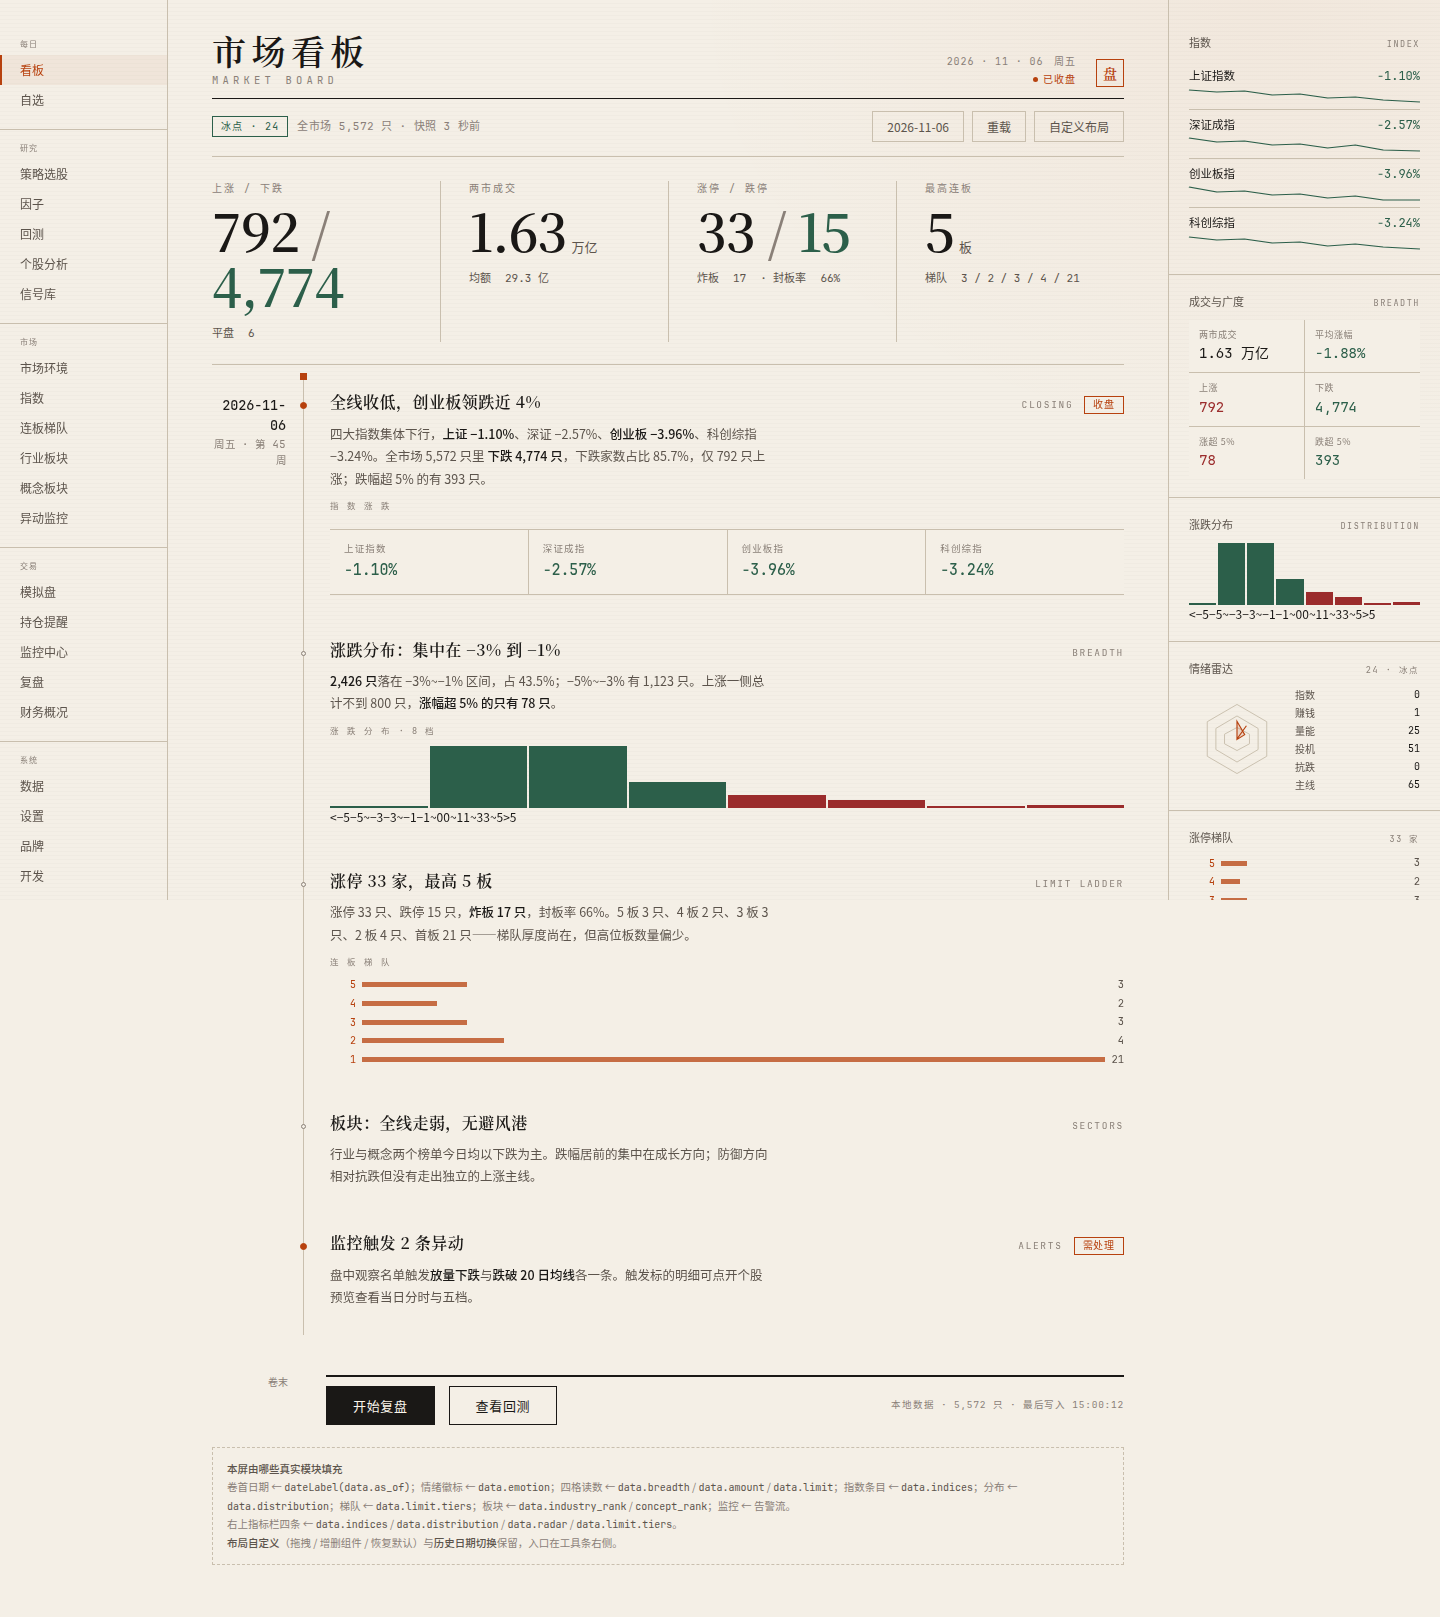 每日
看板
自选
研究
策略选股
因子
回测
个股分析
信号库
市场
市场环境
指数
连板梯队
行业板块
概念板块
异动监控
交易
模拟盘
持仓提醒
监控中心
复盘
财务概况
系统
数据
设置
品牌
开发
市场看板
MARKET BOARD
2026 · 11 · 06 周五
已收盘
盘
冰点 · 24
全市场 5,572 只 · 快照 3 秒前
2026-11-06
重载
自定义布局
上涨 / 下跌
792 /
4,774
平盘 6
两市成交
1.63 万亿
均额 29.3 亿
涨停 / 跌停
33 / 15
炸板 17 · 封板率 66%
最高连板
5 板
梯队 3 / 2 / 3 / 4 / 21
2026-11-
06
周五 · 第 45
周
全线收低，创业板领跌近 4%
CLOSING
收盘
四大指数集体下行，上证 −1.10%、深证 −2.57%、创业板 −3.96%、科创综指
−3.24%。全市场 5,572 只里 下跌 4,774 只，下跌家数占比 85.7%，仅 792 只上
涨；跌幅超 5% 的有 393 只。
指数涨跌
上证指数
-1.10%
深证成指
-2.57%
创业板指
-3.96%
科创综指
-3.24%
涨跌分布：集中在 −3% 到 −1%
BREADTH
2,426 只落在 −3%~−1% 区间，占 43.5%；−5%~−3% 有 1,123 只。上涨一侧总
计不到 800 只，涨幅超 5% 的只有 78 只。
涨跌分布 · 8 档
<−5−5~−3−3~−1−1~00~11~33~5>5
涨停 33 家，最高 5 板
LIMIT LADDER
涨停 33 只、跌停 15 只，炸板 17 只，封板率 66%。5 板 3 只、4 板 2 只、3 板 3
只、2 板 4 只、首板 21 只——梯队厚度尚在，但高位板数量偏少。
连板梯队
5 3
4 2
3 3
2 4
1 21
板块：全线走弱，无避风港
SECTORS
行业与概念两个榜单今日均以下跌为主。跌幅居前的集中在成长方向；防御方向
相对抗跌但没有走出独立的上涨主线。
监控触发 2 条异动
ALERTS
需处理
盘中观察名单触发放量下跌与跌破 20 日均线各一条。触发标的明细可点开个股
预览查看当日分时与五档。
卷末
开始复盘
查看回测
本地数据 · 5,572 只 · 最后写入 15:00:12
本屏由哪些真实模块填充
卷首日期 ← dateLabel(data.as_of)；情绪徽标 ← data.emotion；四格读数 ← data.breadth / data.amount / data.limit；指数条目 ← data.indices；分布 ←
data.distribution；梯队 ← data.limit.tiers；板块 ← data.industry_rank / concept_rank；监控 ← 告警流。
右上指标栏四条 ← data.indices / data.distribution / data.radar / data.limit.tiers。
布局自定义（拖拽 / 增删组件 / 恢复默认）与历史日期切换保留，入口在工具条右侧。
指数
INDEX
上证指数 -1.10%
深证成指 -2.57%
创业板指 -3.96%
科创综指 -3.24%
成交与广度
BREADTH
两市成交
1.63 万亿
平均涨幅
-1.88%
上涨
792
下跌
4,774
涨超 5%
78
跌超 5%
393
涨跌分布
DISTRIBUTION
<−5−5~−3−3~−1−1~00~11~33~5>5
情绪雷达
24 · 冰点
指数 0
赚钱 1
量能 25
投机 51
抗跌 0
主线 65
涨停梯队
33 家
5 3
4 2